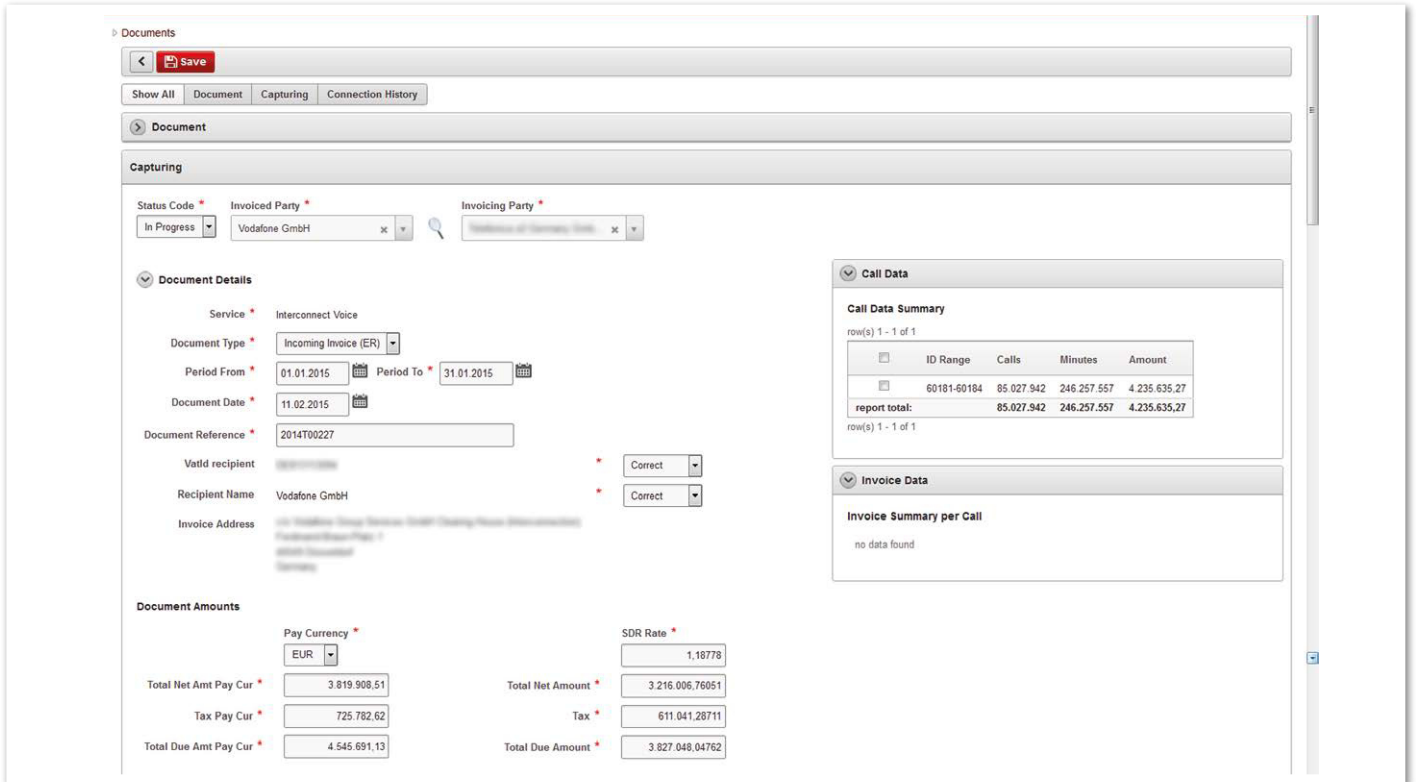 Documents
Save
Show All Document Capturing Connection History
Document
Capturing
Status Code * Invoiced Party * Invoicing Party *
In Progress Vodafone GmbH
Document Details
Service * Interconnect Voice
Document Type * Incoming Invoice (ER)
Period From * 01.01.2015 Period To * 31.01.2015
Document Date * 11.02.2015
Document Reference * 2014T00227
VatId recipient * Correct
Recipient Name Vodafone GmbH * Correct
Invoice Address
Call Data
Call Data Summary
row(s) 1 - 1 of 1
ID Range Calls Minutes Amount
60181-60184 85.027.942 246.257.557 4.235.635,27
report total: 85.027.942 246.257.557 4.235.635,27
row(s) 1 - 1 of 1
Invoice Data
Invoice Summary per Call
no data found
Document Amounts
Pay Currency * SDR Rate *
EUR 1,18778
Total Net Amt Pay Cur * 3.819.908,51 Total Net Amount * 3.216.006,76051
Tax Pay Cur * 725.782,62 Tax * 611.041,28711
Total Due Amt Pay Cur * 4.545.691,13 Total Due Amount * 3.827.048,04762